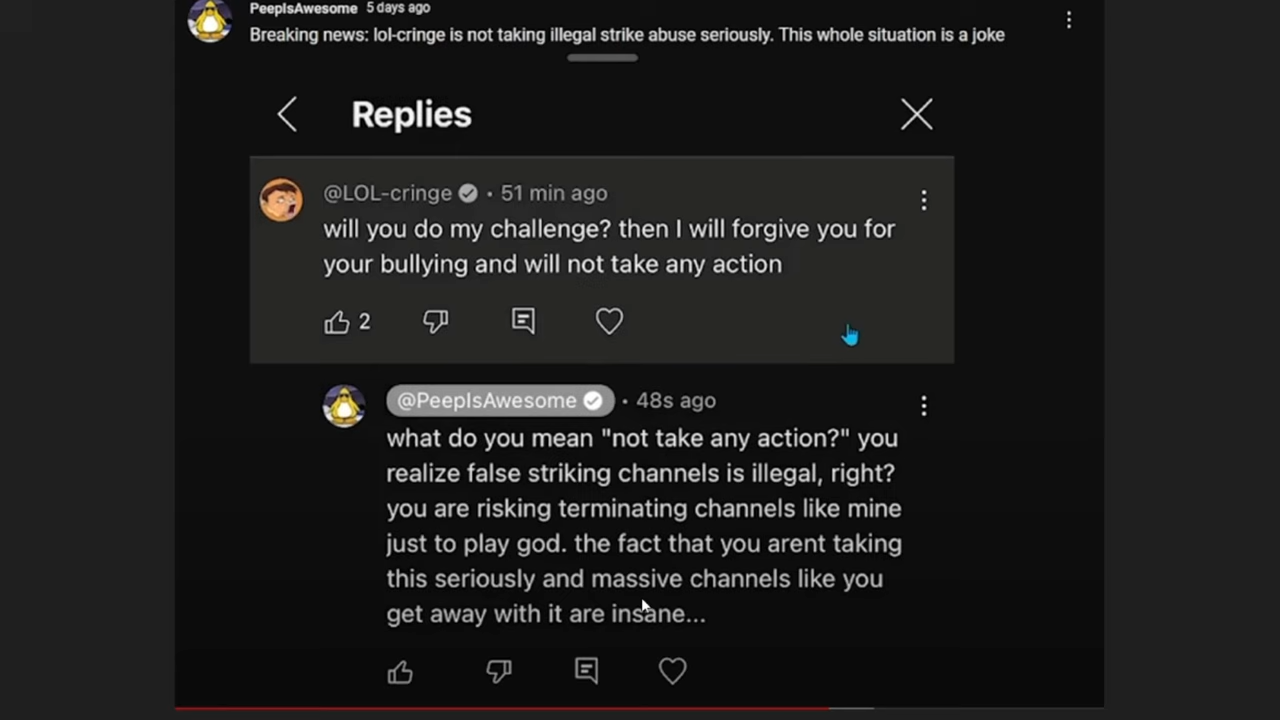 PeepIsAwesome 5 days ago
Breaking news: lol-cringe is not taking illegal strike abuse seriously. This whole situation is a joke
Replies
@LOL-cringe • 51 min ago
will you do my challenge? then I will forgive you for
your bullying and will not take any action
2
@PeepIsAwesome • 48s ago
what do you mean "not take any action?" you
realize false striking channels is illegal, right?
you are risking terminating channels like mine
just to play god. the fact that you arent taking
this seriously and massive channels like you
get away with it are insane...